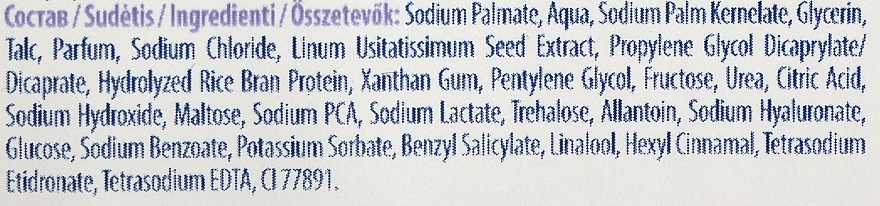 Состав / Sudėtis / Ingredienti / Összetevők: Sodium Palmate, Aqua, Sodium Palm Kernelate, Glycerin,
Talc, Parfum, Sodium Chloride, Linum Usitatissimum Seed Extract, Propylene Glycol Dicaprylate/
Dicaprate, Hydrolyzed Rice Bran Protein, Xanthan Gum, Pentylene Glycol, Fructose, Urea, Citric Acid,
Sodium Hydroxide, Maltose, Sodium PCA, Sodium Lactate, Trehalose, Allantoin, Sodium Hyaluronate,
Glucose, Sodium Benzoate, Potassium Sorbate, Benzyl Salicylate, Linalool, Hexyl Cinnamal, Tetrasodium
Etidronate, Tetrasodium EDTA, CI 77891.